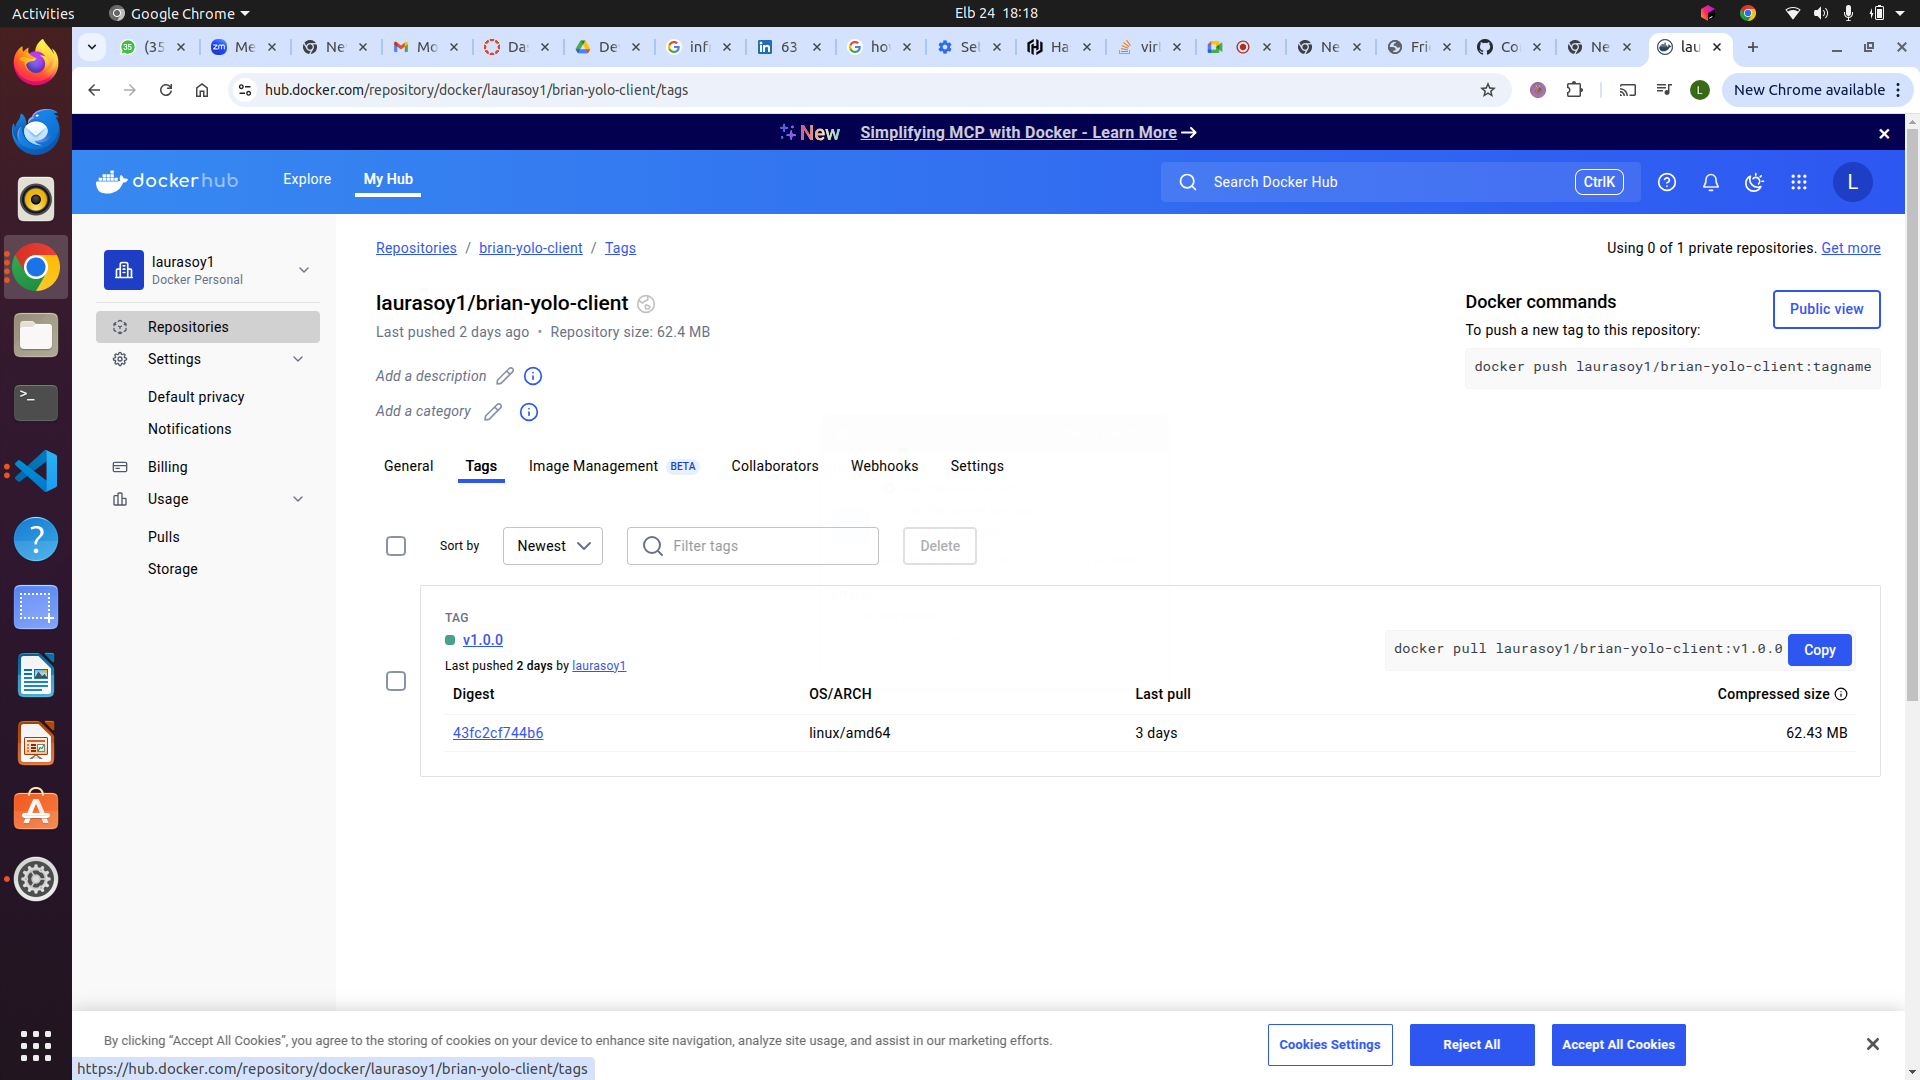 Activities
Google Chrome
Elb 24 18:18
(35
Me
Ne
Mo
Da
De
inf
63
ho
Sel
Ha
virl
Ne
Fri
Co
Ne
lau
hub.docker.com/repository/docker/laurasoy1/brian-yolo-client/tags
L
New Chrome available
New Simplifying MCP with Docker - Learn More
dockerhub
Explore
My Hub
Search Docker Hub
CtrlK
L
laurasoy1
Docker Personal
Repositories
Settings
Default privacy
Notifications
Billing
Usage
Pulls
Storage
Repositories / brian-yolo-client / Tags
Using 0 of 1 private repositories. Get more
laurasoy1/brian-yolo-client
Last pushed 2 days ago • Repository size: 62.4 MB
Add a description
Add a category
Docker commands
Public view
To push a new tag to this repository:
docker push laurasoy1/brian-yolo-client:tagname
General
Tags
Image Management BETA
Collaborators
Webhooks
Settings
Sort by
Newest
Filter tags
Delete
TAG
v1.0.0
Last pushed 2 days by laurasoy1
docker pull laurasoy1/brian-yolo-client:v1.0.0
Copy
Digest
OS/ARCH
Last pull
Compressed size
43fc2cf744b6
linux/amd64
3 days
62.43 MB
By clicking “Accept All Cookies”, you agree to the storing of cookies on your device to enhance site navigation, analyze site usage, and assist in our marketing efforts.
Cookies Settings
Reject All
Accept All Cookies
https://hub.docker.com/repository/docker/laurasoy1/brian-yolo-client/tags